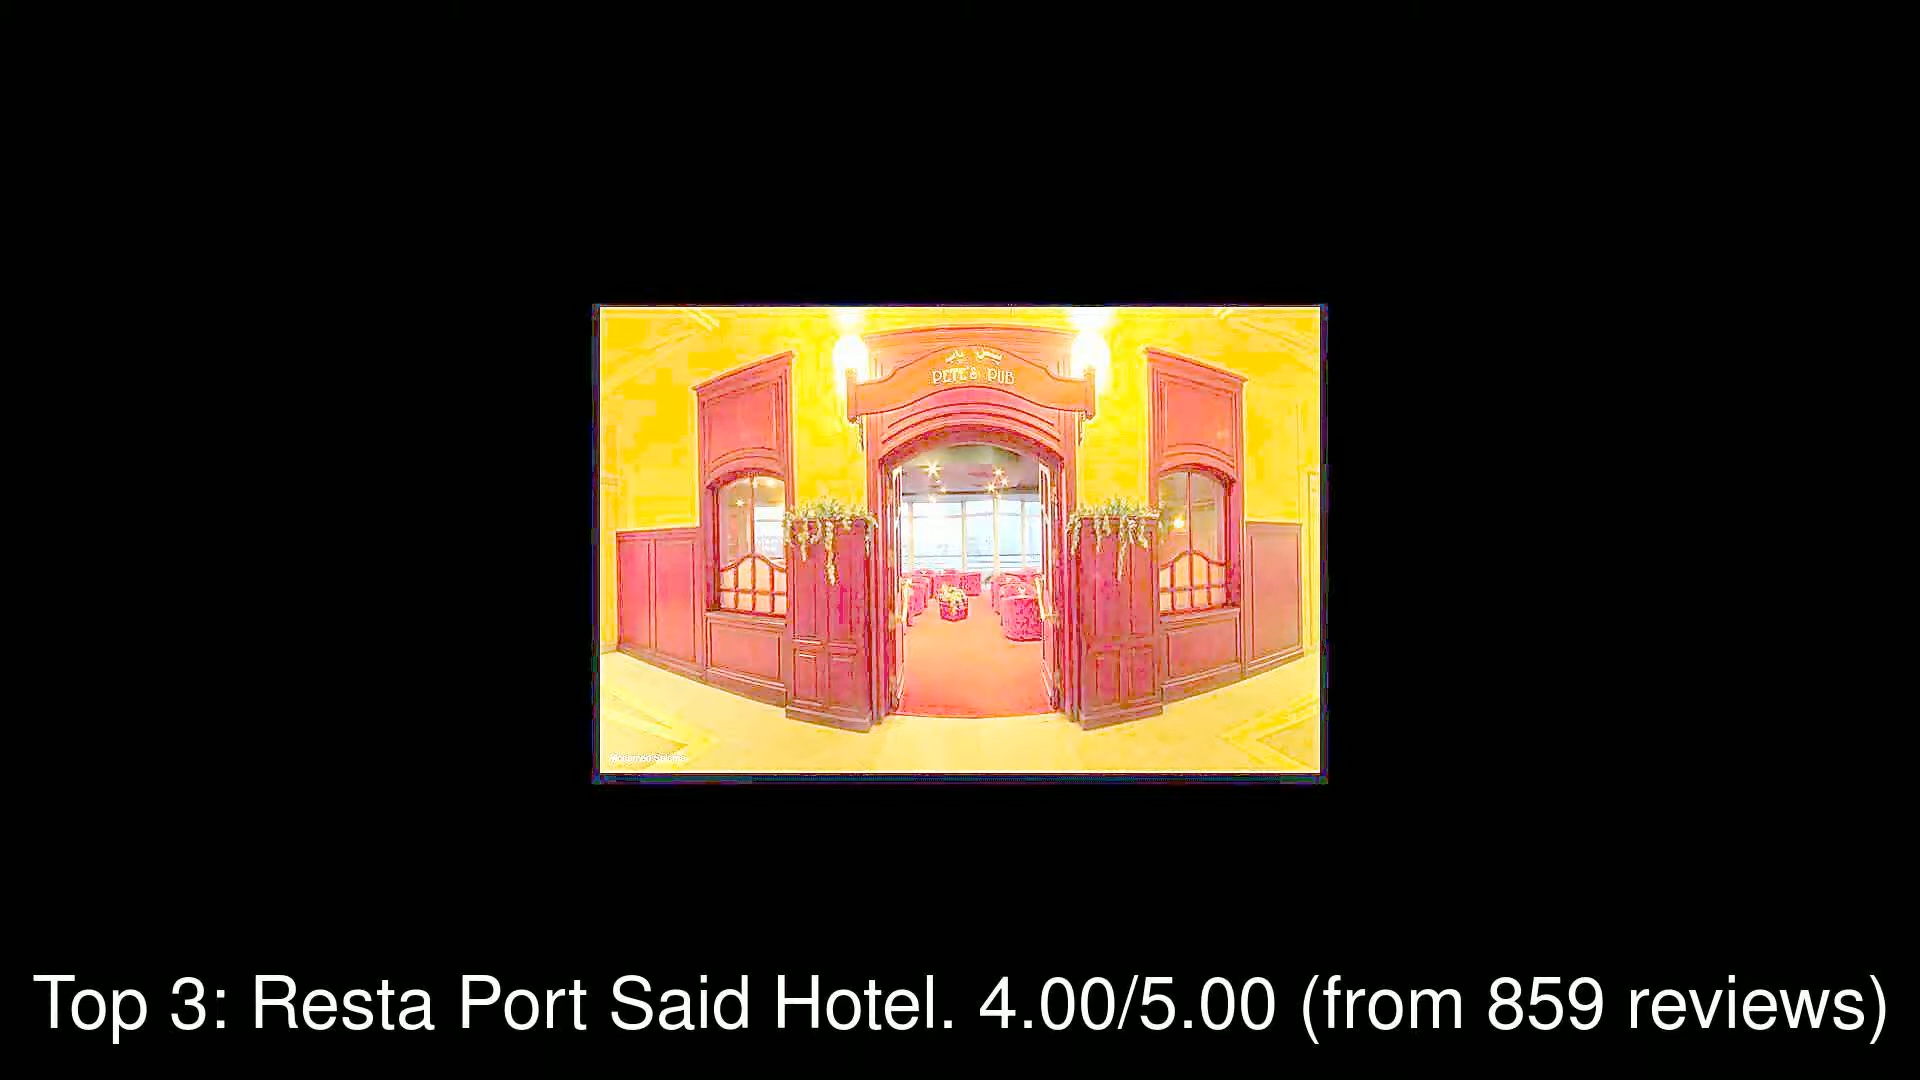 PETE'S PUB
Top 3: Resta Port Said Hotel. 4.00/5.00 (from 859 reviews)